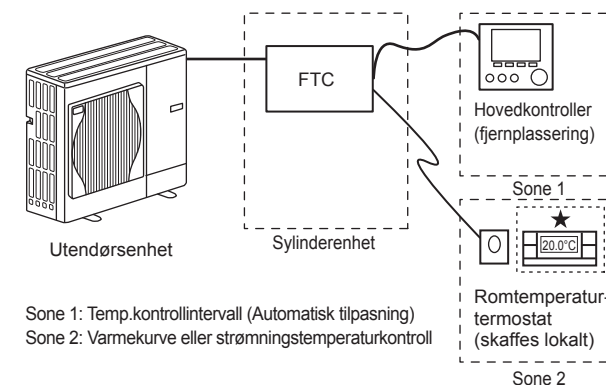 FTC
Hovedkontroller
(fjernplassering)
Sone 1
Utendørsenhet
Sylinderenhet
20.0°C
Romtemperatur-
termostat
(skaffes lokalt)
Sone 2
Sone 1: Temp.kontrollintervall (Automatisk tilpasning)
Sone 2: Varmekurve eller strømningstemperaturkontroll